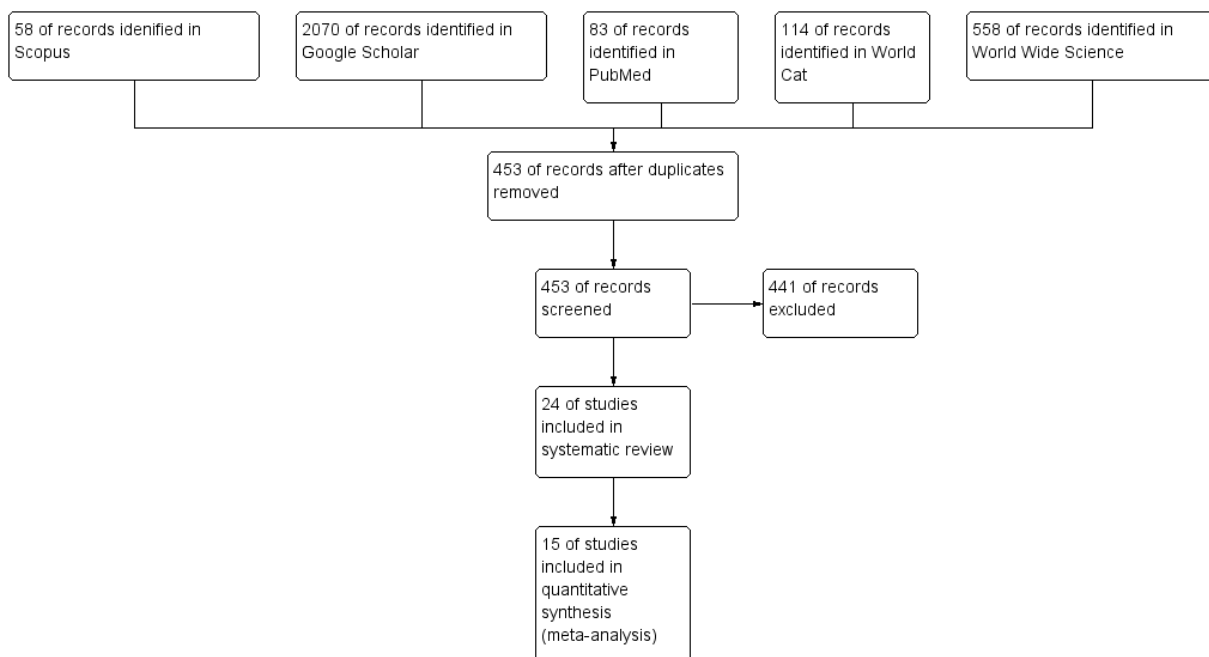 58 of records idenified in
Scopus
2070 of records identified in
Google Scholar
83 of records
identified in
PubMed
114 of records
identified in World
Cat
558 of records identified in
World Wide Science
453 of records after duplicates
removed
453 of records
screened
441 of records
excluded
24 of studies
included in
systematic review
15 of studies
included in
quantitative
synthesis
(meta-analysis)